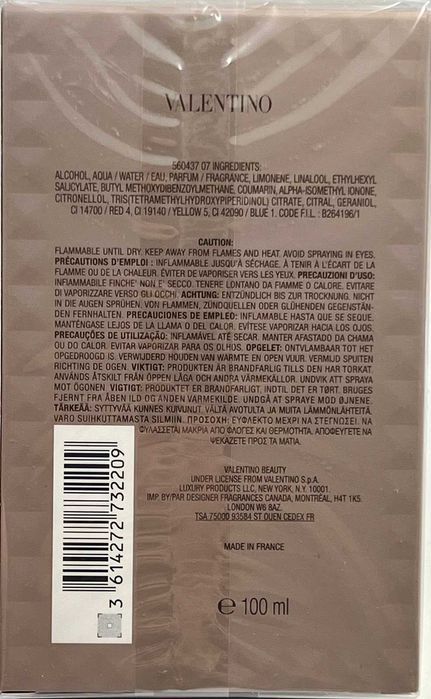 VALENTINO
560437 07 INGREDIENTS:
ALCOHOL, AQUA / WATER / EAU, PARFUM / FRAGRANCE, LIMONENE, LINALOOL, ETHYLHEXYL
SALICYLATE, BUTYL METHOXYDIBENZOYLMETHANE, COUMARIN, ALPHA-ISOMETHYL IONONE,
CITRONELLOL, TRIS(TETRAMETHYLHYDROXYPIPERIDINOL) CITRATE, CITRAL, GERANIOL,
CI 14700 / RED 4, CI 19140 / YELLOW 5, CI 42090 / BLUE 1. CODE F.I.L. : B264196/1
CAUTION:
FLAMMABLE UNTIL DRY. KEEP AWAY FROM FLAMES AND HEAT. AVOID SPRAYING IN EYES.
PRÉCAUTIONS D'EMPLOI : INFLAMMABLE JUSQU'À SÉCHAGE. À TENIR À L'ÉCART DE LA
FLAMME OU DE LA CHALEUR. ÉVITER DE VAPORISER VERS LES YEUX. PRECAUZIONI D'USO:
INFIAMMABILE FINCHE' NON E' SECCO. TENERE LONTANO DA FIAMME O CALORE. EVITARE
DI VAPORIZZARE VERSO GLI OCCHI. ACHTUNG: ENTZÜNDLICH BIS ZUR TROCKNUNG. NICHT
IN DIE AUGEN SPRÜHEN. VON FLAMMEN, ZÜNDQUELLEN ODER GLÜHENDEN GEGENSTÄN-
DEN FERNHALTEN. PRECAUCIONES DE EMPLEO: INFLAMABLE HASTA QUE SE SEQUE.
MANTÉNGASE LEJOS DE LA LLAMA O DEL CALOR. EVÍTESE VAPORIZAR HACIA LOS OJOS.
PRECAUÇÕES DE UTILIZAÇÃO: INFLAMÁVEL ATÉ SECAR. MANTER AFASTADO DA CHAMA
OU DO CALOR. EVITAR VAPORIZAR PARA OS OLHOS. OPGELET: ONTVLAMBAAR TOT HET
OPGEDROOGD IS. VERWIJDERD HOUDEN VAN WARMTE EN OPEN VUUR. VERMIJD SPUITEN
RICHTING DE OGEN. VIKTIGT: PRODUKTEN ÄR BRANDFARLIG TILLS DEN HAR TORKAT.
ANVÄNDS ÅTSKILT FRÅN ÖPPEN LÅGA OCH ANDRA VÄRMEKÄLLOR. UNDVIK ATT SPRAYA
MOT ÖGONEN. VIGTIGT: PRODUKTET ER BRANDFARLIGT, INDTIL DET ER TØRT. BRUGES
FJERNT FRA ÅBEN ILD OG ANDEN VARMEKILDE. UNDGÅ AT SPRAYE MOD ØJNENE.
TÄRKEÄÄ: SYTTYVÄÄ KUNNES KUIVUNUT. VÄLTÄ AVOTULTA JA MUITA LÄMMÖNLÄHTEITÄ.
VARO SUIHKUTTAMASTA SILMIIN. ΠΡΟΣΟΧΗ: ΕΥΦΛΕΚΤΟ ΜΕΧΡΙ ΝΑ ΣΤΕΓΝΩΣΕΙ. ΝΑ
ΦΥΛΑΣΣΕΤΑΙ ΜΑΚΡΙΑ ΑΠΟ ΦΛΟΓΕΣ ΚΑΙ ΘΕΡΜΟΤΗΤΑ. ΑΠΟΦΕΥΓΕΤΕ ΝΑ
ΨΕΚΑΖΕΤΕ ΠΡΟΣ ΤΑ ΜΑΤΙΑ.
VALENTINO BEAUTY
UNDER LICENSE FROM VALENTINO S.p.A.
LUXURY PRODUCTS LLC, NEW YORK, N.Y. 10001.
IMP. BY/PAR DESIGNER FRAGRANCES CANADA, MONTRÉAL, H4T 1K5.
LONDON W6 8AZ.
TSA 75000 93584 ST OUEN CEDEX FR
MADE IN FRANCE
3 614272 732209
℮ 100 ml